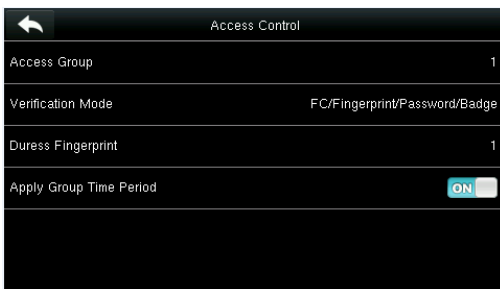 Access Control
Access Group 1
Verification Mode FC/Fingerprint/Password/Badge
Duress Fingerprint 1
Apply Group Time Period ON